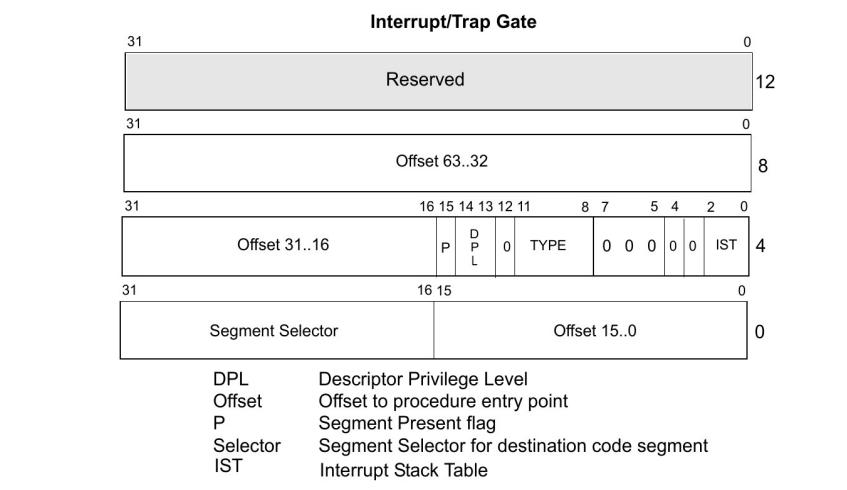 Interrupt/Trap Gate
31 0
Reserved 12
31 0
Offset 63..32 8
31 16 15 14 13 12 11 8 7 5 4 2 0
Offset 31..16 P DPL 0 TYPE 0 0 0 0 0 IST 4
31 16 15 0
Segment Selector Offset 15..0 0
DPL Descriptor Privilege Level
Offset Offset to procedure entry point
P Segment Present flag
Selector Segment Selector for destination code segment
IST Interrupt Stack Table